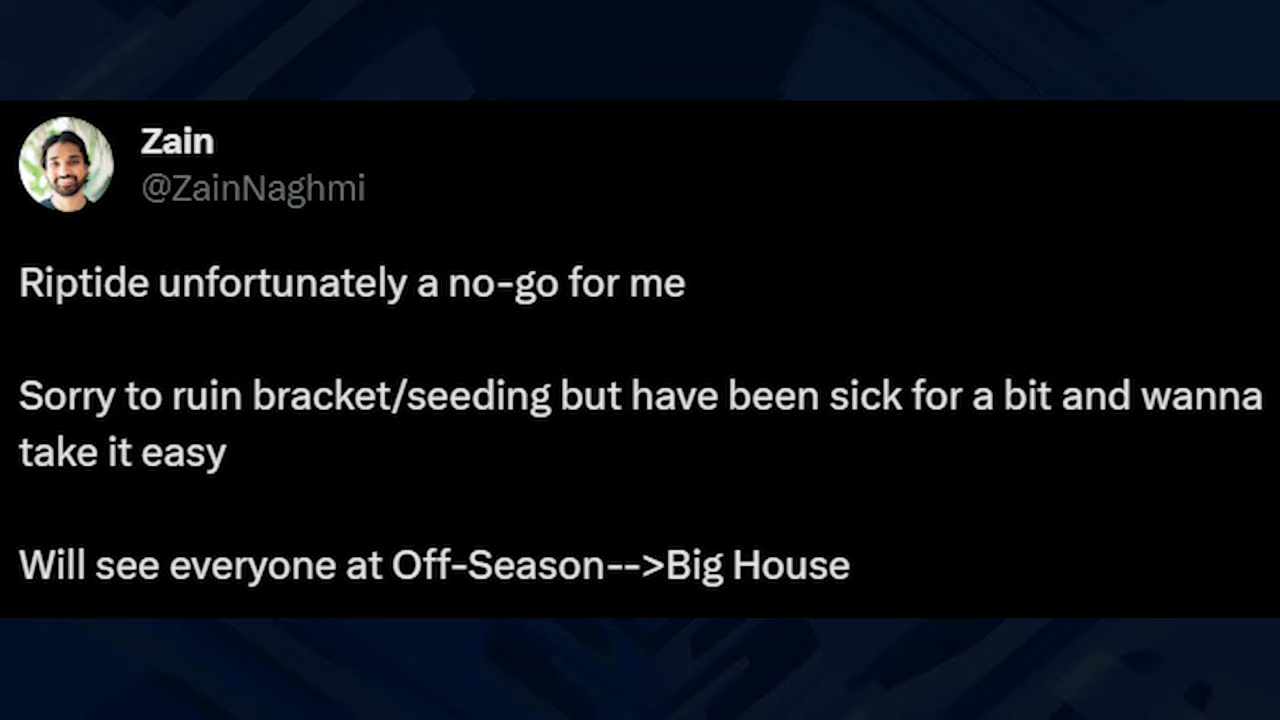 Zain
@ZainNaghmi
Riptide unfortunately a no-go for me
Sorry to ruin bracket/seeding but have been sick for a bit and wanna
take it easy
Will see everyone at Off-Season-->Big House